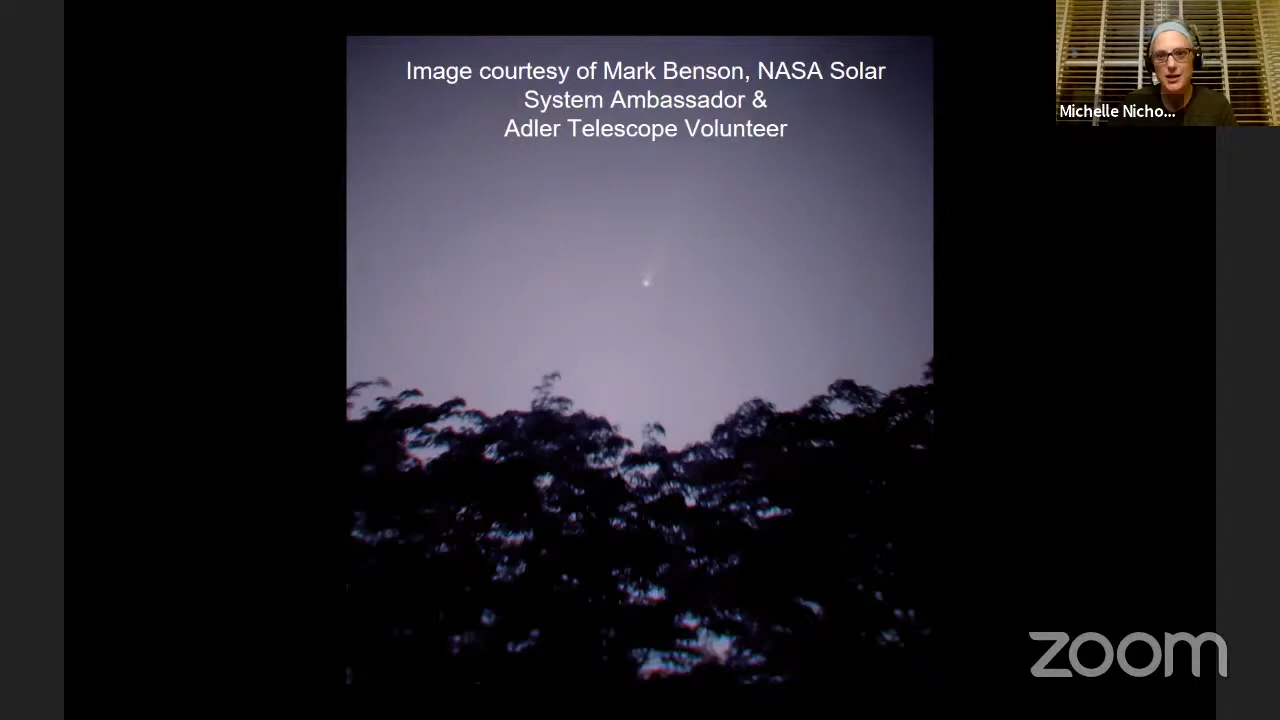 Image courtesy of Mark Benson, NASA Solar
System Ambassador &
Adler Telescope Volunteer
Michelle Nicho...
zoom